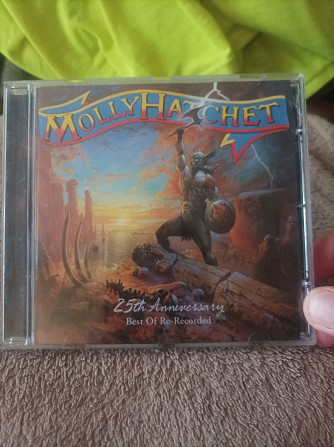 MOLLY HATCHET
25th Anniversary
Best Of Re-Recorded